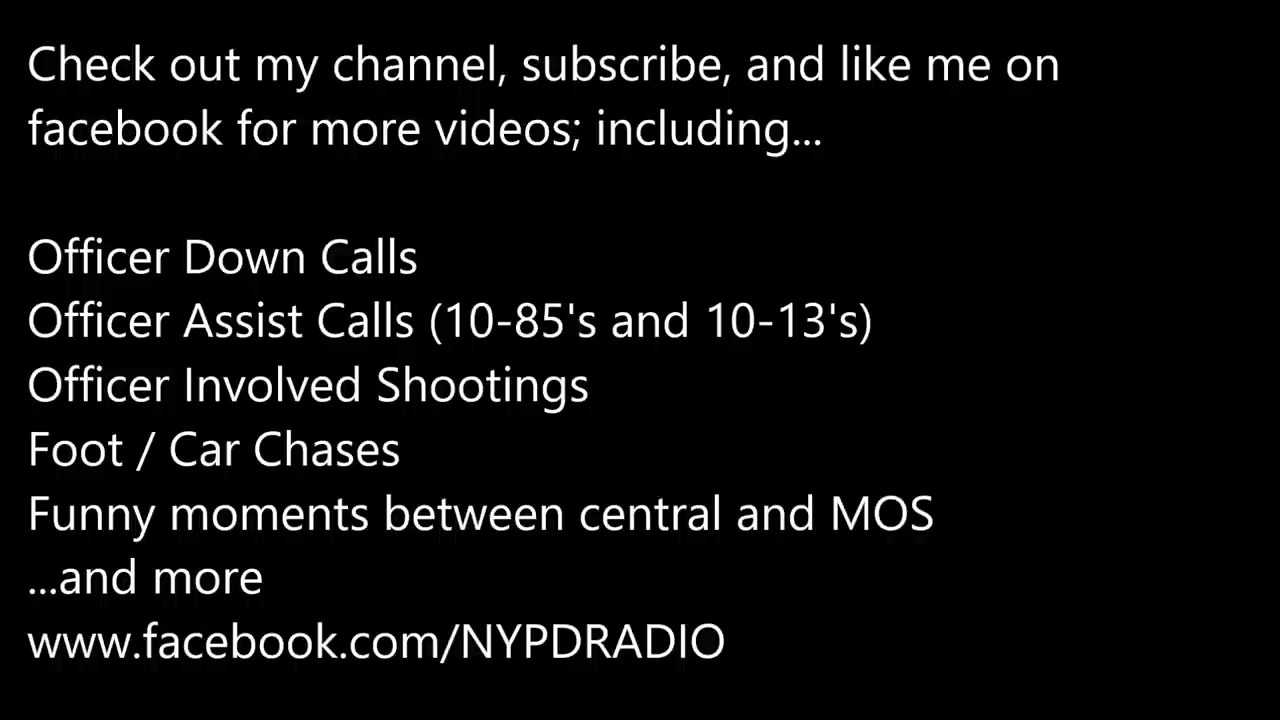 Check out my channel, subscribe, and like me on
facebook for more videos; including...
Officer Down Calls
Officer Assist Calls (10-85's and 10-13's)
Officer Involved Shootings
Foot / Car Chases
Funny moments between central and MOS
...and more
www.facebook.com/NYPDRADIO